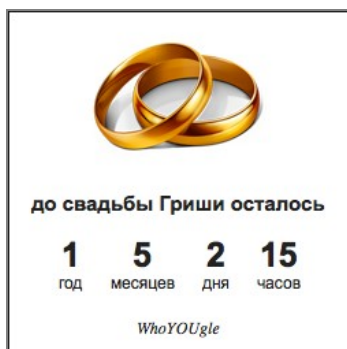 до свадьбы Гриши осталось
1 5 2 15
год месяцев дня часов
WhoYOUgle